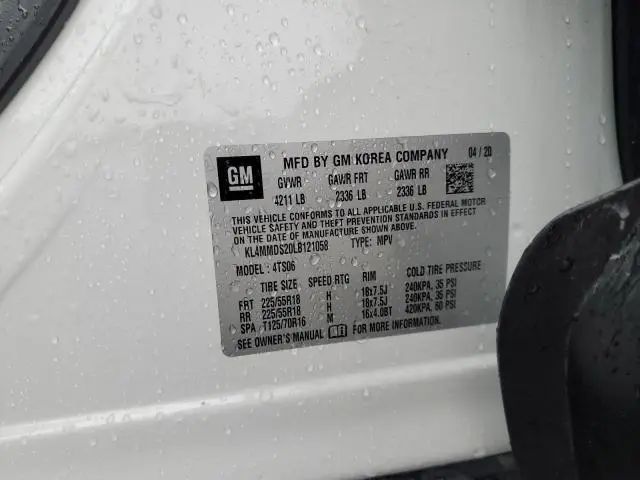 GM MFD BY GM KOREA COMPANY 04/20
GVWR GAWR FRT GAWR RR
4211 LB 2336 LB 2336 LB
THIS VEHICLE CONFORMS TO ALL APPLICABLE U.S. FEDERAL MOTOR
VEHICLE SAFETY, BUMPER, AND THEFT PREVENTION STANDARDS
IN EFFECT ON THE DATE OF MANUFACTURE SHOWN ABOVE.
KL4MMDS20LB121058 TYPE: MPV
MODEL: 4TS06
TIRE SIZE SPEED RTG RIM COLD TIRE PRESSURE
FRT 225/55R18 H 18x7.5J 240KPA, 35 PSI
RR 225/55R18 H 18x7.5J 240KPA, 35 PSI
SPA T125/70R16 M 16x4.0BT 420KPA, 60 PSI
SEE OWNER'S MANUAL FOR MORE INFORMATION.